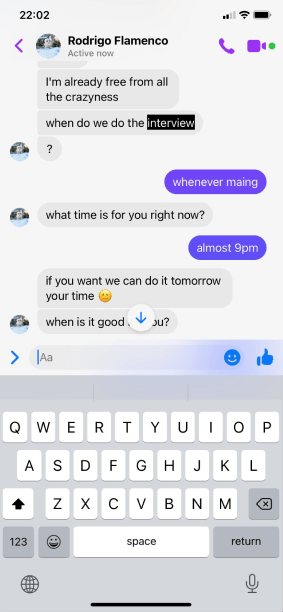 22:02
Rodrigo Flamenco
Active now
I'm already free from all
the crazyness
when do we do the interview
?
whenever maing
what time is for you right now?
almost 9pm
if you want we can do it tomorrow
your time
when is it good ou?
Aa
Q W E R T Y U I O P
A S D F G H J K L
Z X C V B N M
123 space return